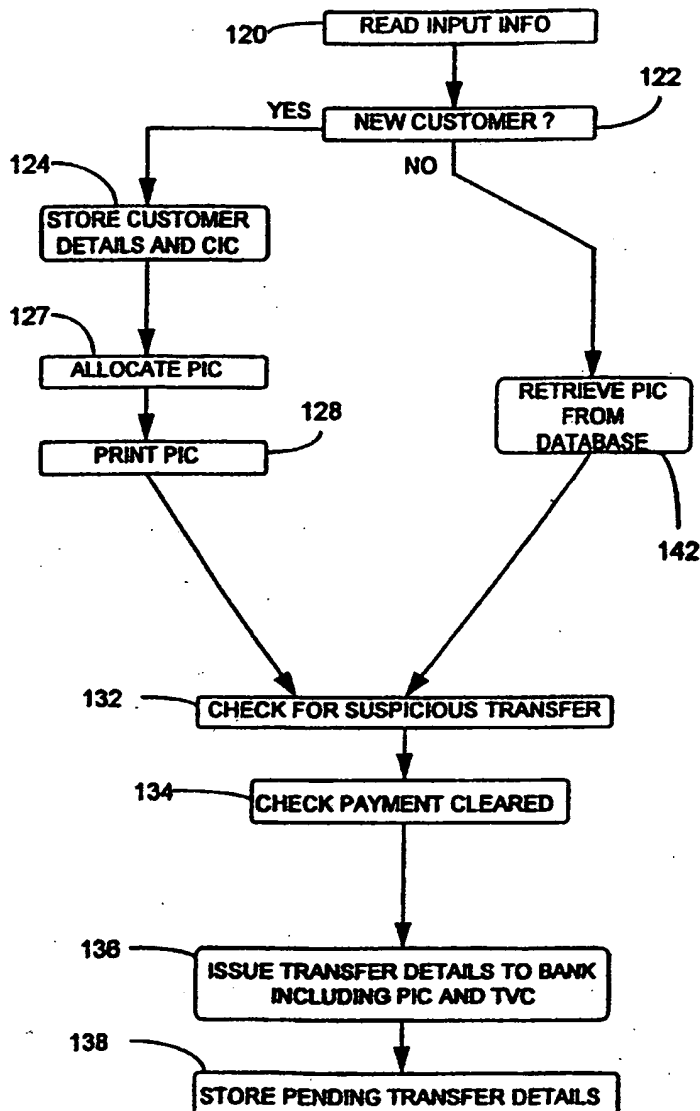 120
READ INPUT INFO
122
YES
NEW CUSTOMER ?
NO
124
STORE CUSTOMER
DETAILS AND CIC
127
ALLOCATE PIC
128
PRINT PIC
RETRIEVE PIC
FROM
DATABASE
142
132
CHECK FOR SUSPICIOUS TRANSFER
134
CHECK PAYMENT CLEARED
136
ISSUE TRANSFER DETAILS TO BANK
INCLUDING PIC AND TVC
138
STORE PENDING TRANSFER DETAILS